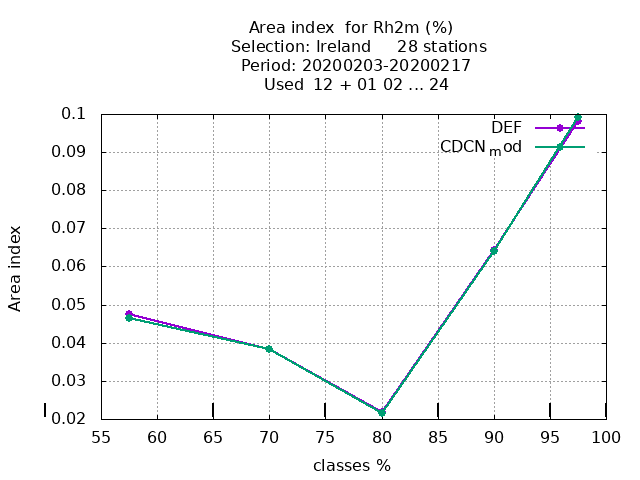 Area index  for Rh2m (%)
Selection: Ireland     28 stations
Period: 20200203-20200217
Used  12 + 01 02 ... 24
DEF
CDCNmod
Area index
0.1
0.09
0.08
0.07
0.06
0.05
0.04
0.03
0.02
55 60 65 70 75 80 85 90 95 100
classes %